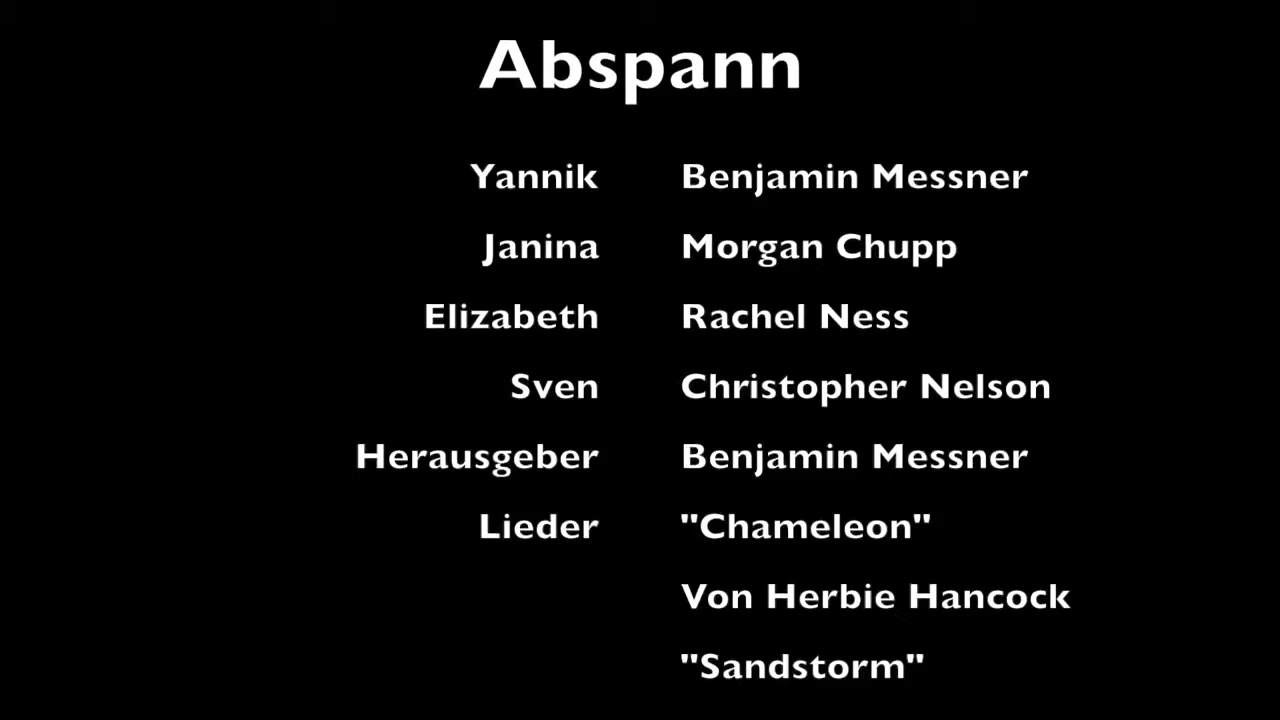 Abspann
Yannik Benjamin Messner
Janina Morgan Chupp
Elizabeth Rachel Ness
Sven Christopher Nelson
Herausgeber Benjamin Messner
Lieder "Chameleon"
Von Herbie Hancock
"Sandstorm"